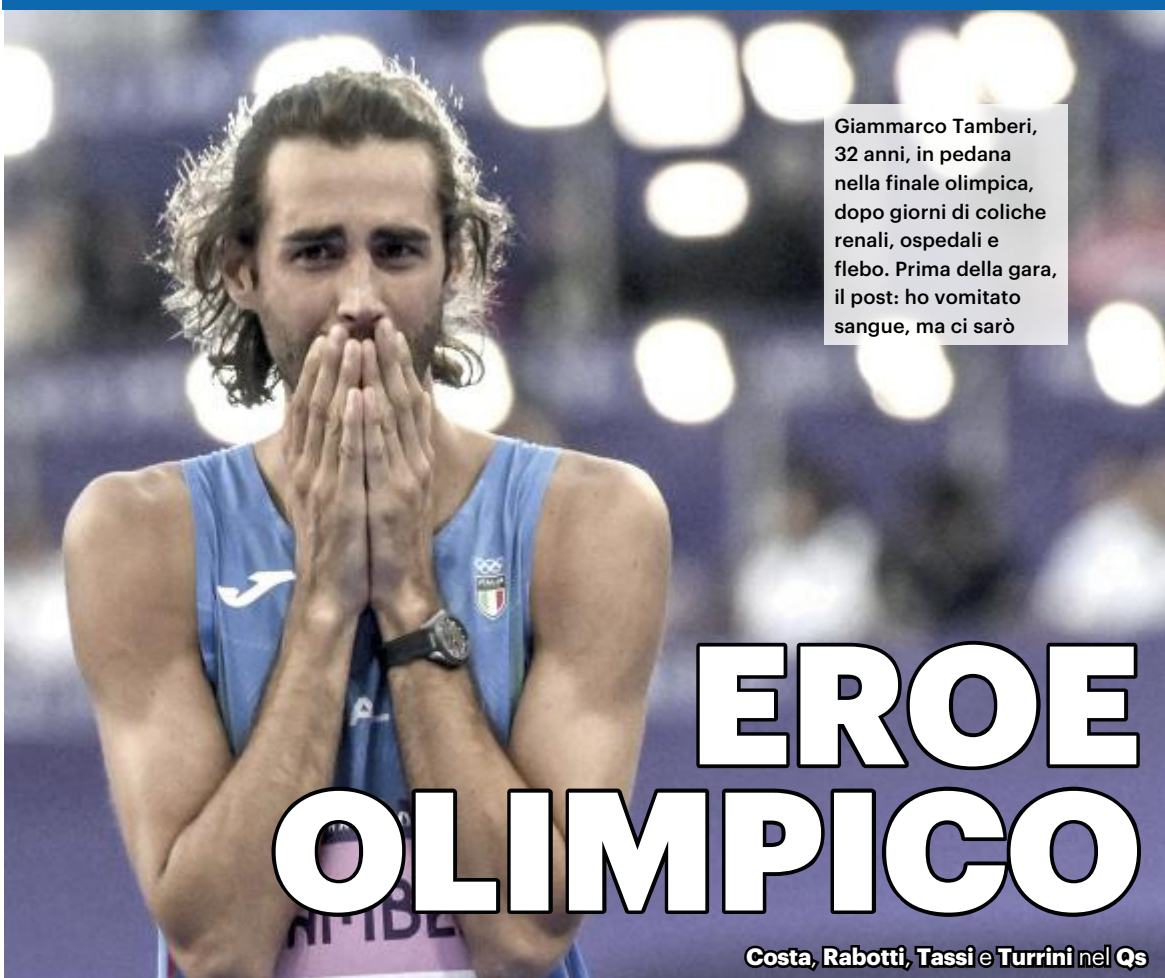 Giammarco Tamberi,
32 anni, in pedana
nella finale olimpica,
dopo giorni di coliche
renali, ospedali e
flebo. Prima della gara,
il post: ho vomitato
sangue, ma ci sarò
ITALIA
EROE
OLIMPICO
Costa, Rabotti, Tassi e Turrini nel Qs